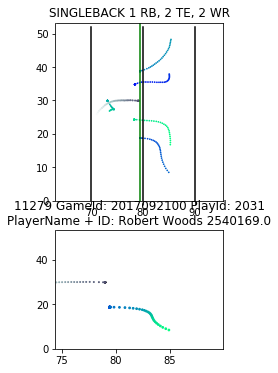 SINGLEBACK 1 RB, 2 TE, 2 WR
50
40
30
20
10
0
70 80 90
11279 GameId: 2017092100 PlayId: 2031
PlayerName + ID: Robert Woods 2540169.0
40
20
0
75 80 85